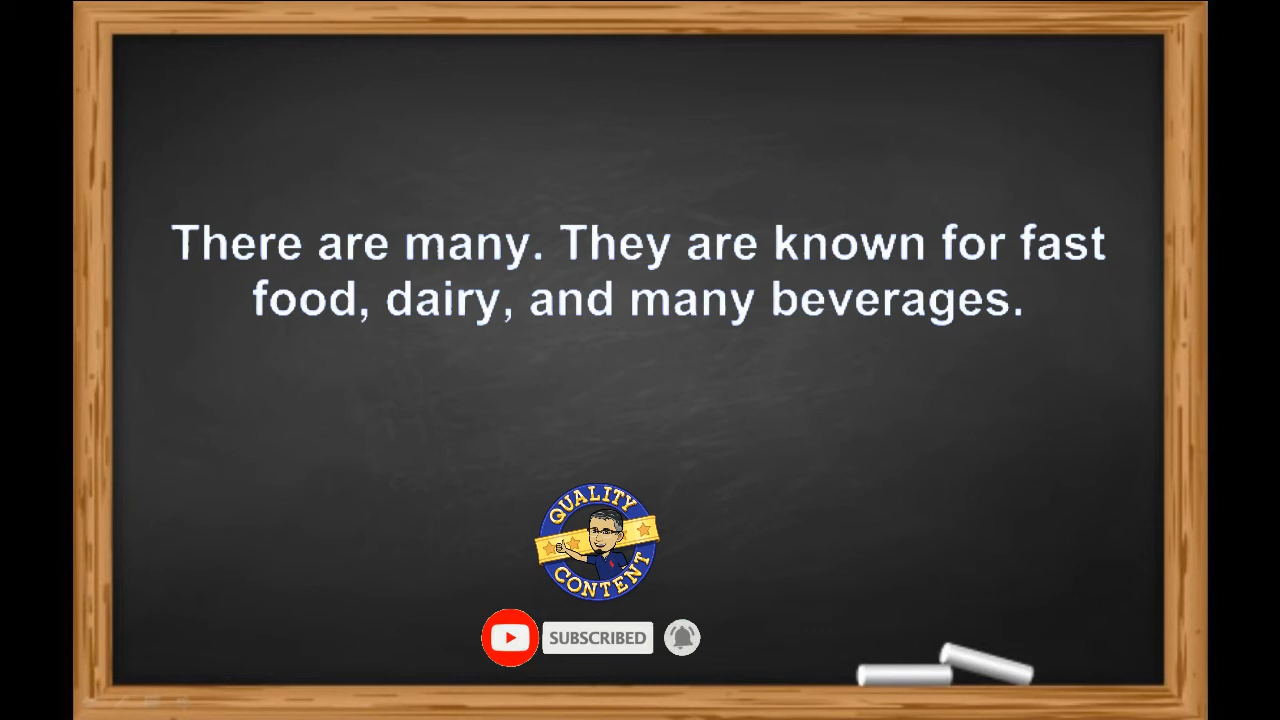 There are many. They are known for fast
food, dairy, and many beverages.
QUALITY
CONTENT
SUBSCRIBED